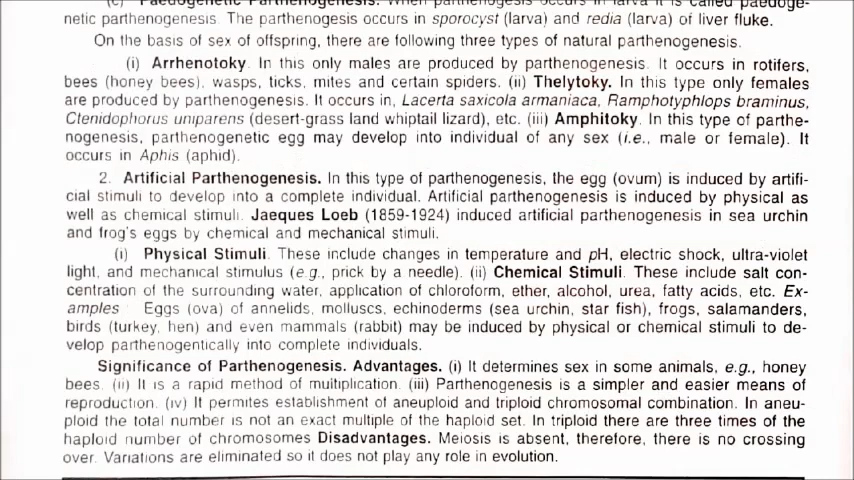 (c) Paedogenetic Parthenogenesis. When parthenogenesis occurs in larva it is called paedoge-
netic parthenogenesis. The parthenogesis occurs in sporocyst (larva) and redia (larva) of liver fluke.
On the basis of sex of offspring, there are following three types of natural parthenogenesis.
(i) Arrhenotoky. In this only males are produced by parthenogenesis. It occurs in rotifers,
bees (honey bees), wasps, ticks, mites and certain spiders. (ii) Thelytoky. In this type only females
are produced by parthenogenesis. It occurs in, Lacerta saxicola armaniaca, Ramphotyphlops braminus,
Ctenidophorus uniparens (desert-grass land whiptail lizard), etc. (iii) Amphitoky. In this type of parthe-
nogenesis, parthenogenetic egg may develop into individual of any sex (i.e., male or female). It
occurs in Aphis (aphid).
2. Artificial Parthenogenesis. In this type of parthenogenesis, the egg (ovum) is induced by artifi-
cial stimuli to develop into a complete individual. Artificial parthenogenesis is induced by physical as
well as chemical stimuli. Jaeques Loeb (1859-1924) induced artificial parthenogenesis in sea urchin
and frog's eggs by chemical and mechanical stimuli.
(i) Physical Stimuli. These include changes in temperature and pH, electric shock, ultra-violet
light, and mechanical stimulus (e.g., prick by a needle). (ii) Chemical Stimuli. These include salt con-
centration of the surrounding water, application of chloroform, ether, alcohol, urea, fatty acids, etc. Ex-
amples Eggs (ova) of annelids, molluscs, echinoderms (sea urchin, star fish), frogs, salamanders,
birds (turkey, hen) and even mammals (rabbit) may be induced by physical or chemical stimuli to de-
velop parthenogentically into complete individuals.
Significance of Parthenogenesis. Advantages. (i) It determines sex in some animals, e.g., honey
bees. (ii) It is a rapid method of multiplication. (iii) Parthenogenesis is a simpler and easier means of
reproduction. (iv) It permites establishment of aneuploid and triploid chromosomal combination. In aneu-
ploid the total number is not an exact multiple of the haploid set. In triploid there are three times of the
haploid number of chromosomes Disadvantages. Meiosis is absent, therefore, there is no crossing
over. Variations are eliminated so it does not play any role in evolution.